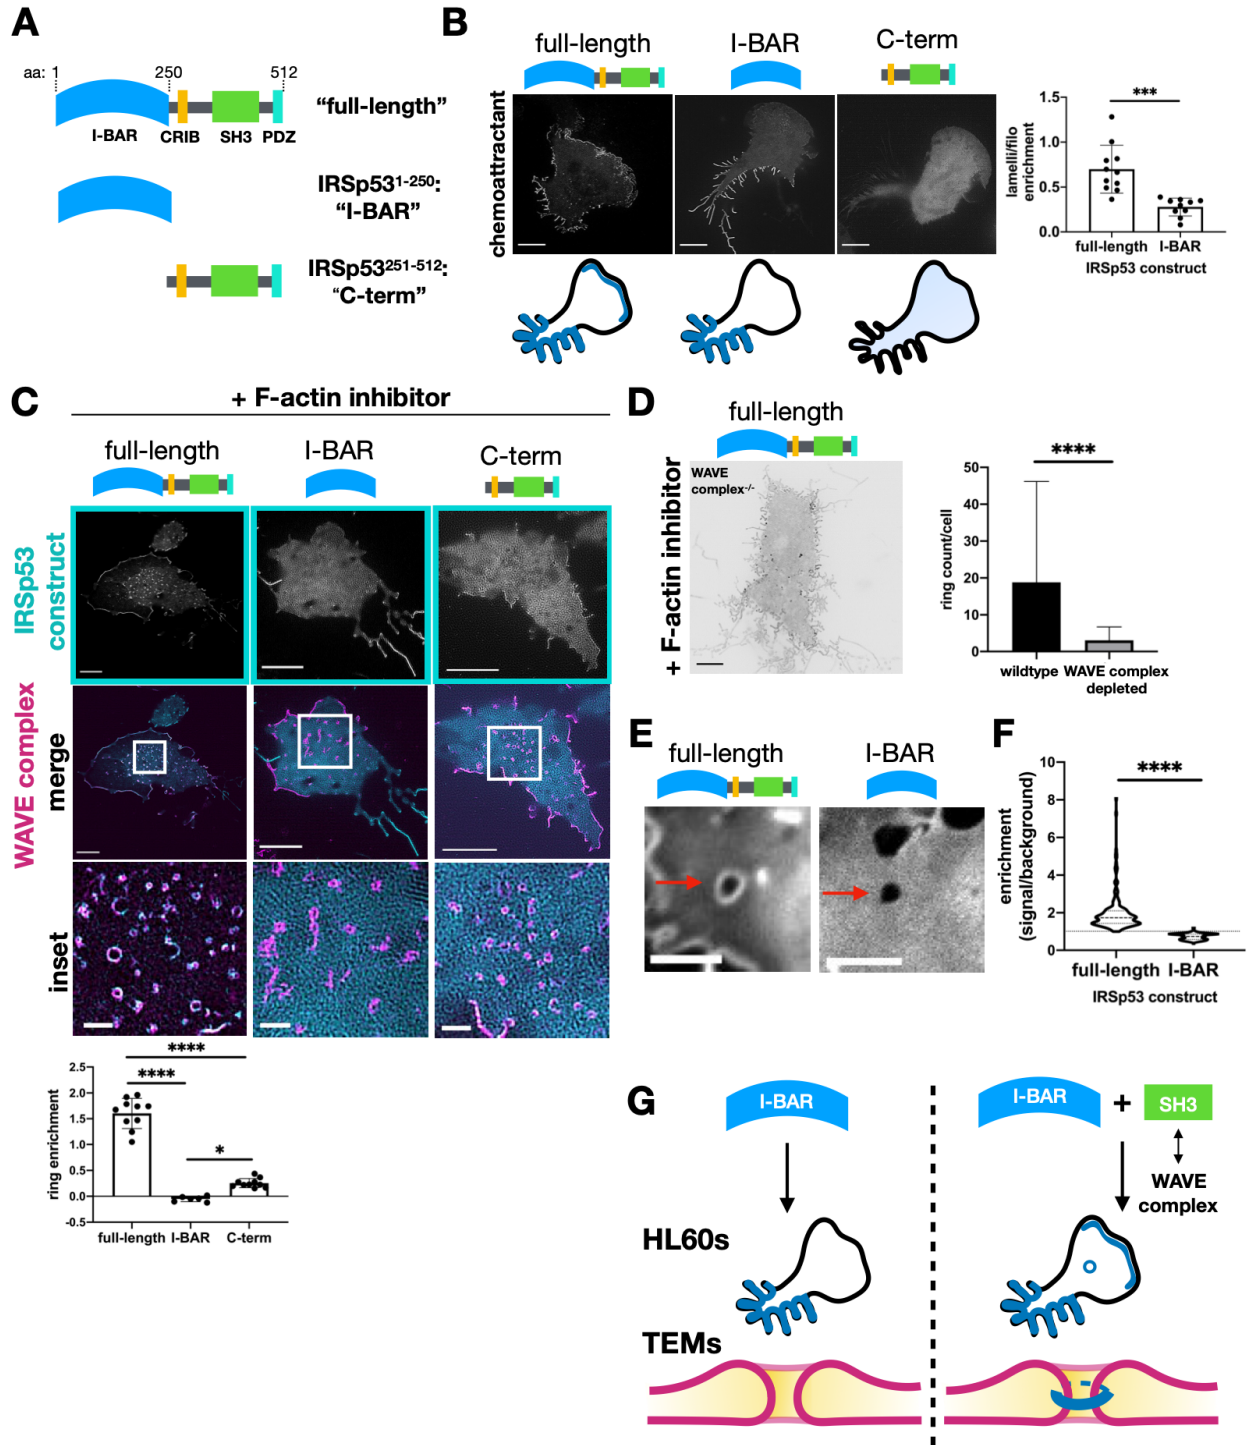 A
aa: 1 250 512
I-BAR CRIB SH3 PDZ
“full-length”
IRSp53¹⁻²⁵⁰:
“I-BAR”
IRSp53²⁵¹⁻⁵¹²:
“C-term”
B
full-length I-BAR C-term
chemoattractant
1.5
1.0
0.5
0.0
lamelli/filo
enrichment
***
full-length I-BAR
IRSp53 construct
C
+ F-actin inhibitor
full-length I-BAR C-term
IRSp53
construct
WAVE complex
merge
inset
2.5
2.0
1.5
1.0
0.5
0.0
-0.5
ring enrichment
****
****
*
full-length I-BAR C-term
D
full-length
+ F-actin inhibitor
WAVE
complex⁻/⁻
50
40
30
20
10
0
ring count/cell
****
wildtype WAVE complex
depleted
E
full-length I-BAR
F
10
8
6
4
2
0
enrichment
(signal/background)
****
full-length I-BAR
IRSp53 construct
G
I-BAR
I-BAR + SH3
WAVE
complex
HL60s
TEMs